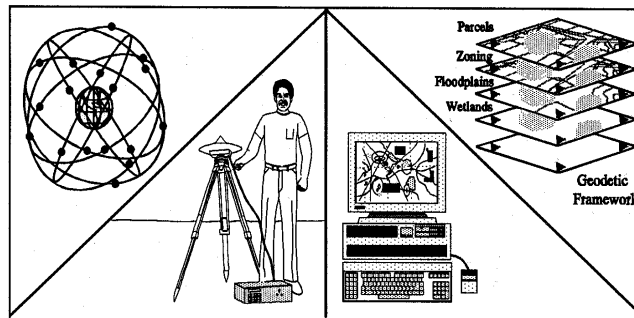 Parcels
Zoning
Floodplains
Wetlands
Geodetic
Framework